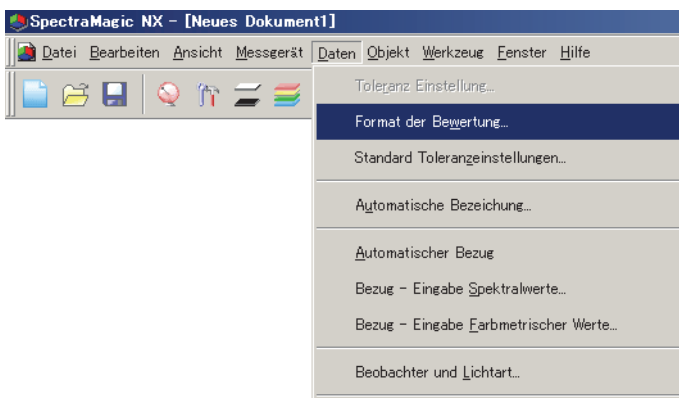 SpectraMagic NX - [Neues Dokument1]
Datei Bearbeiten Ansicht Messgerät Daten Objekt Werkzeug Fenster Hilfe
Toleranz Einstellung...
Format der Bewertung...
Standard Toleranzeinstellungen...
Automatische Bezeichung...
Automatischer Bezug
Bezug - Eingabe Spektralwerte...
Bezug - Eingabe Farbmetrischer Werte...
Beobachter und Lichtart...